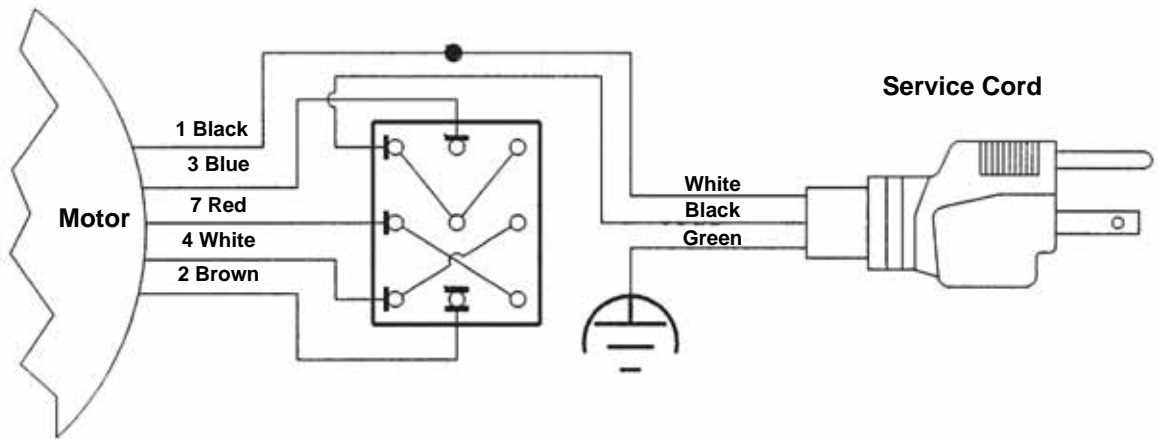 Service Cord
1 Black
3 Blue
7 Red
4 White
2 Brown
Motor
White
Black
Green